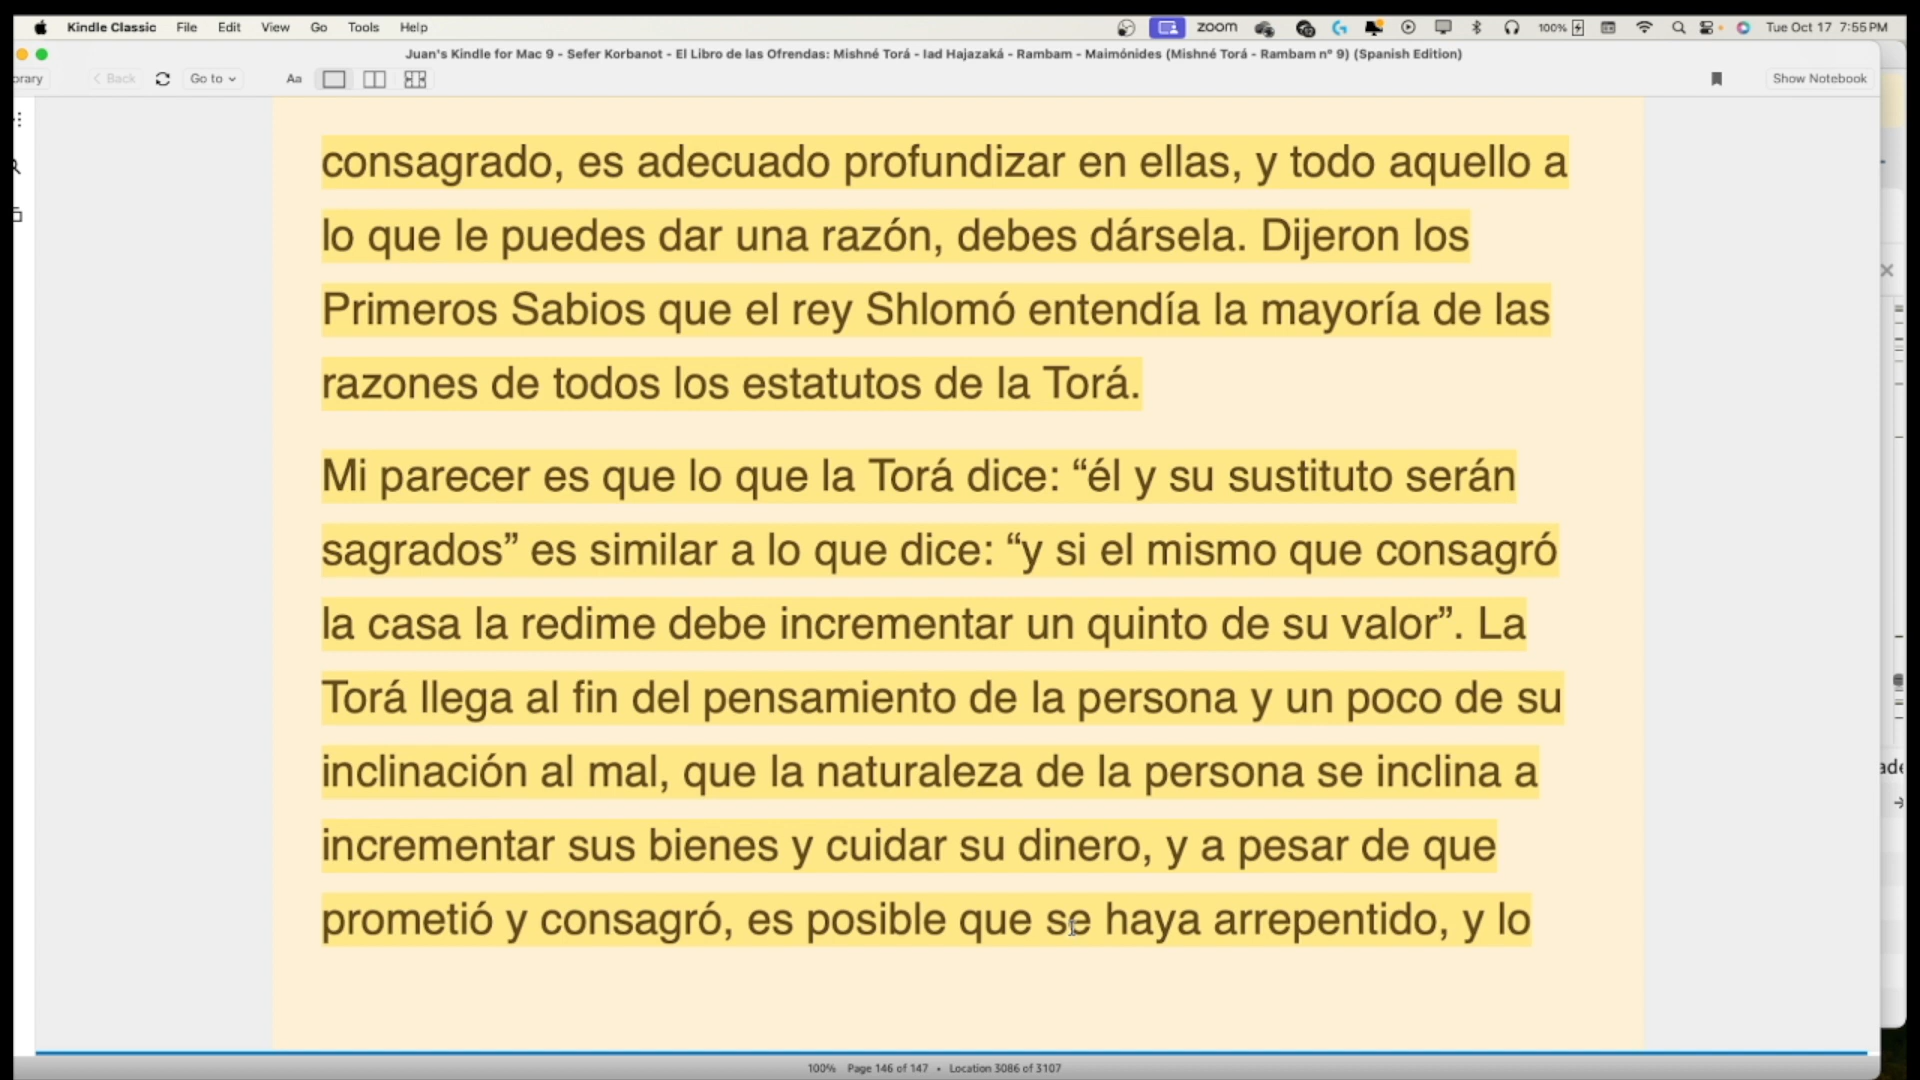 Kindle Classic File Edit View Go Tools Help zoom 100% Tue Oct 17 7:55 PM
Juan's Kindle for Mac 9 - Sefer Korbanot - El Libro de las Ofrendas: Mishné Torá - Iad Hajazaká - Rambam - Maimónides (Mishné Torá - Rambam nº 9) (Spanish Edition)
brary < Back Go to Aa Show Notebook
consagrado, es adecuado profundizar en ellas, y todo aquello a
lo que le puedes dar una razón, debes dársela. Dijeron los
Primeros Sabios que el rey Shlomó entendía la mayoría de las
razones de todos los estatutos de la Torá.
Mi parecer es que lo que la Torá dice: “él y su sustituto serán
sagrados” es similar a lo que dice: “y si el mismo que consagró
la casa la redime debe incrementar un quinto de su valor”. La
Torá llega al fin del pensamiento de la persona y un poco de su
inclinación al mal, que la naturaleza de la persona se inclina a
incrementar sus bienes y cuidar su dinero, y a pesar de que
prometió y consagró, es posible que se haya arrepentido, y lo
100% Page 146 of 147 • Location 3086 of 3107